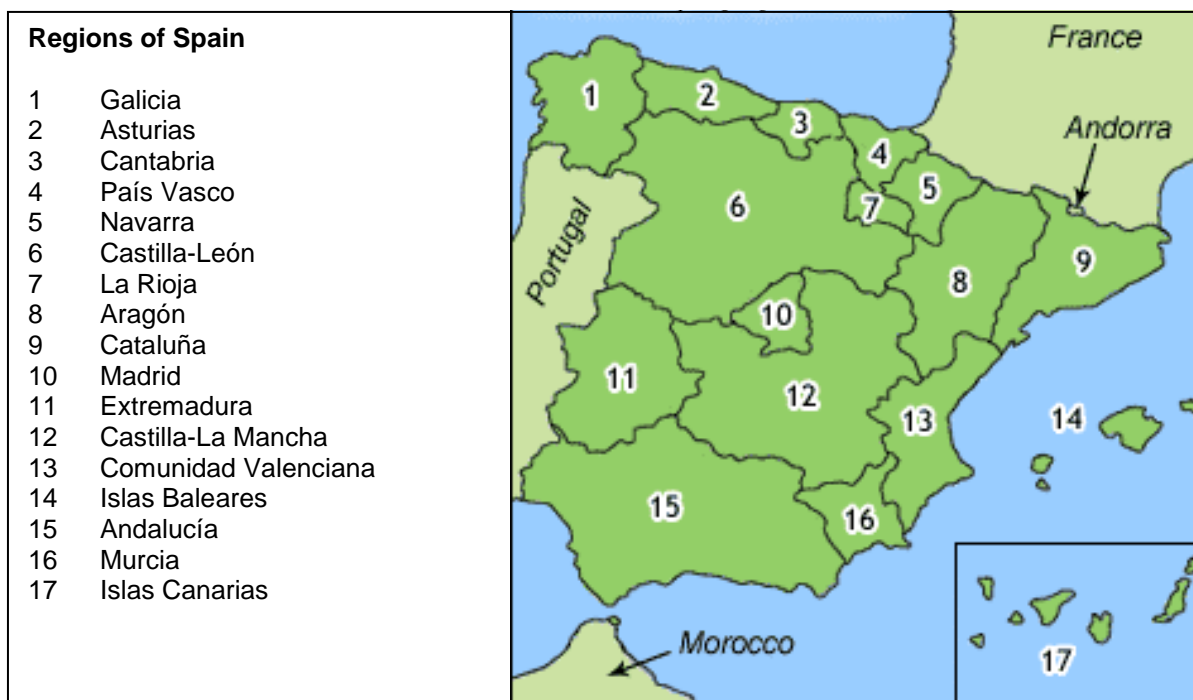 Regions of Spain
1 Galicia
2 Asturias
3 Cantabria
4 País Vasco
5 Navarra
6 Castilla-León
7 La Rioja
8 Aragón
9 Cataluña
10 Madrid
11 Extremadura
12 Castilla-La Mancha
13 Comunidad Valenciana
14 Islas Baleares
15 Andalucía
16 Murcia
17 Islas Canarias
France
Andorra
Portugal
Morocco
1
2
3
4
5
6
7
8
9
10
11
12
13
14
15
16
17